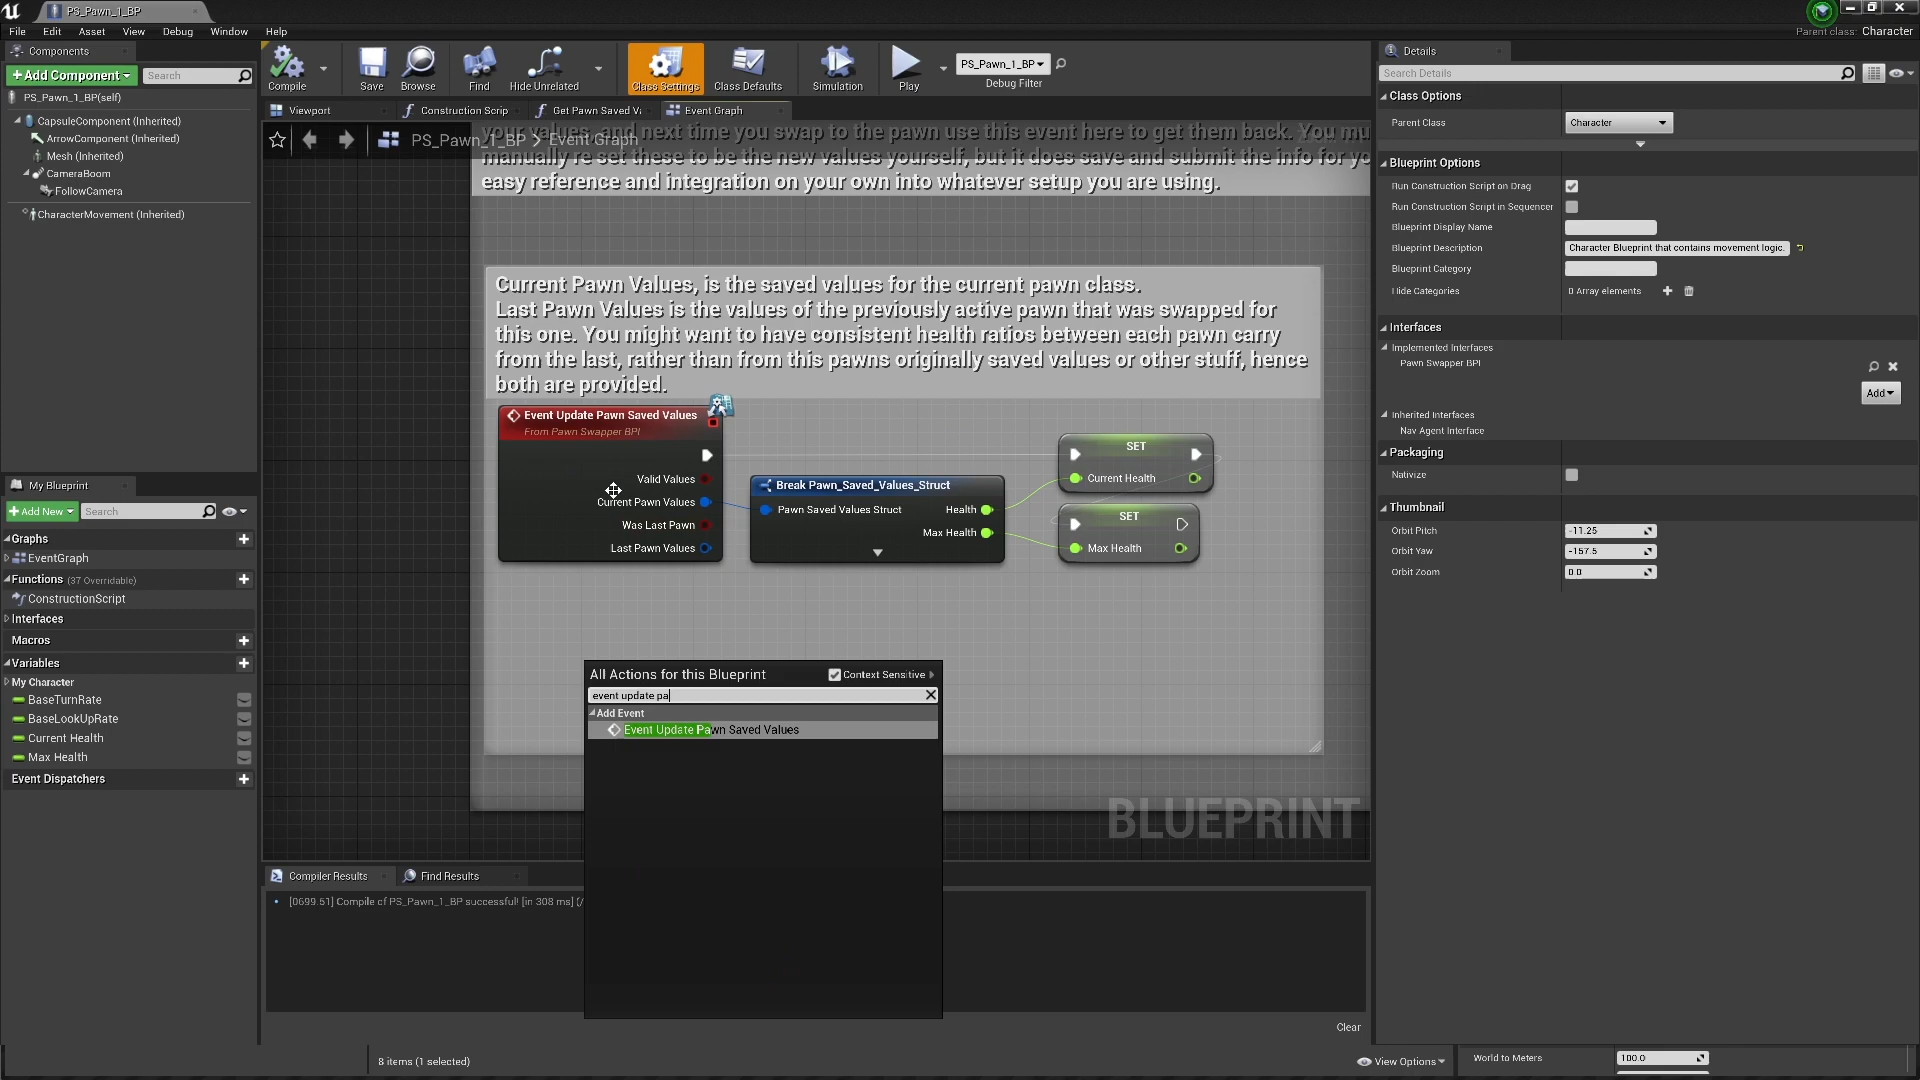 PS_Pawn_1_BP
File Edit Asset View Debug Window Help
Parent class: Character
Components
+Add Component
Search
PS_Pawn_1_BP(self)
CapsuleComponent (Inherited)
ArrowComponent (Inherited)
Mesh (Inherited)
CameraBoom
FollowCamera
CharacterMovement (Inherited)
Compile
Save
Browse
Find
Hide Unrelated
Class Settings
Class Defaults
Simulation
Play
PS_Pawn_1_BP
Debug Filter
Viewport
Construction Scrip
Get Pawn Saved V
Event Graph
PS_Pawn_1_BP > Event Graph
your values, and next time you swap to the pawn use this event here to get them back. You mu
manually re set these to be the new values yourself, but it does save and submit the info for yo
easy reference and integration on your own into whatever setup you are using.
Current Pawn Values, is the saved values for the current pawn class.
Last Pawn Values is the values of the previously active pawn that was swapped for
this one. You might want to have consistent health ratios between each pawn carry
from the last, rather than from this pawns originally saved values or other stuff, hence
both are provided.
Event Update Pawn Saved Values
From Pawn Swapper BPI
Valid Values
Current Pawn Values
Was Last Pawn
Last Pawn Values
Break Pawn_Saved_Values_Struct
Pawn Saved Values Struct
Health
Max Health
SET
Current Health
SET
Max Health
All Actions for this Blueprint
Context Sensitive
event update pa
Add Event
Event Update Pawn Saved Values
BLUEPRINT
My Blueprint
+Add New
Search
Graphs
EventGraph
Functions (37 Overridable)
ConstructionScript
Interfaces
Macros
Variables
My Character
BaseTurnRate
BaseLookUpRate
Current Health
Max Health
Event Dispatchers
Compiler Results
Find Results
[0699.51] Compile of PS_Pawn_1_BP successful! [in 308 ms] (/
Clear
8 items (1 selected)
View Options
World to Meters
100.0
Details
Search Details
Class Options
Parent Class
Character
Blueprint Options
Run Construction Script on Drag
Run Construction Script in Sequencer
Blueprint Display Name
Blueprint Description
Character Blueprint that contains movement logic.
Blueprint Category
Hide Categories
0 Array elements
Interfaces
Implemented Interfaces
Pawn Swapper BPI
Add
Inherited Interfaces
Nav Agent Interface
Packaging
Nativize
Thumbnail
Orbit Pitch
-11.25
Orbit Yaw
-157.5
Orbit Zoom
0.0